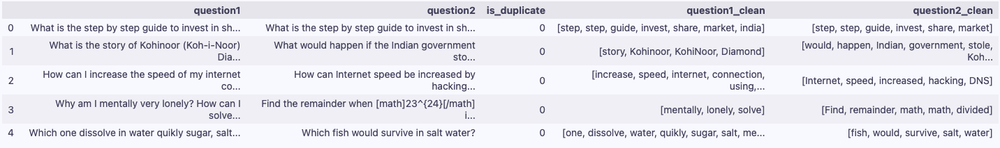 question1 question2 is_duplicate question1_clean question2_clean
0 What is the step by step guide to invest in sh... What is the step by step guide to invest in sh... 0 [step, step, guide, invest, share, market, india] [step, step, guide, invest, share, market]
What is the story of Kohinoor (Koh-i-Noor) What would happen if the Indian government [would, happen, Indian, government, stole,
1 0 [story, Kohinoor, KohiNoor, Diamond]
Dia... sto... Koh...
How can I increase the speed of my internet How can Internet speed be increased by [increase, speed, internet, connection,
2 0 [Internet, speed, increased, hacking, DNS]
co... hacking... using,...
Why am I mentally very lonely? How can I Find the remainder when [math]23^{24}[/math]
3 0 [mentally, lonely, solve] [Find, remainder, math, math, divided]
solve... i...
4 Which one dissolve in water quikly sugar, salt... Which fish would survive in salt water? 0 [one, dissolve, water, quikly, sugar, salt, me... [fish, would, survive, salt, water]